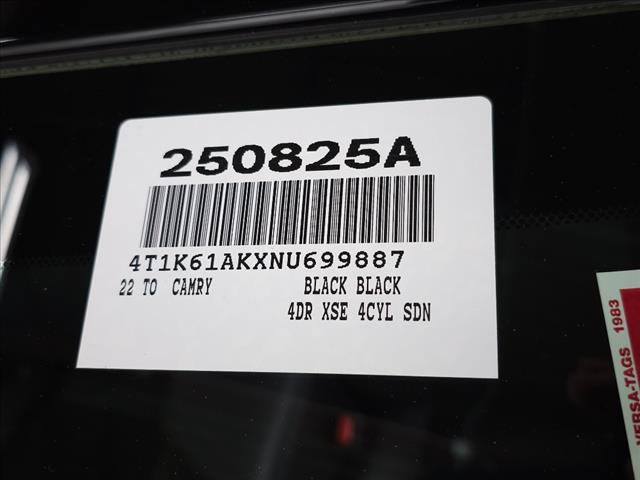 250825A
4T1K61AKXNU699887
22 TO CAMRY BLACK BLACK
4DR XSE 4CYL SDN
VERSA-TAGS 1983